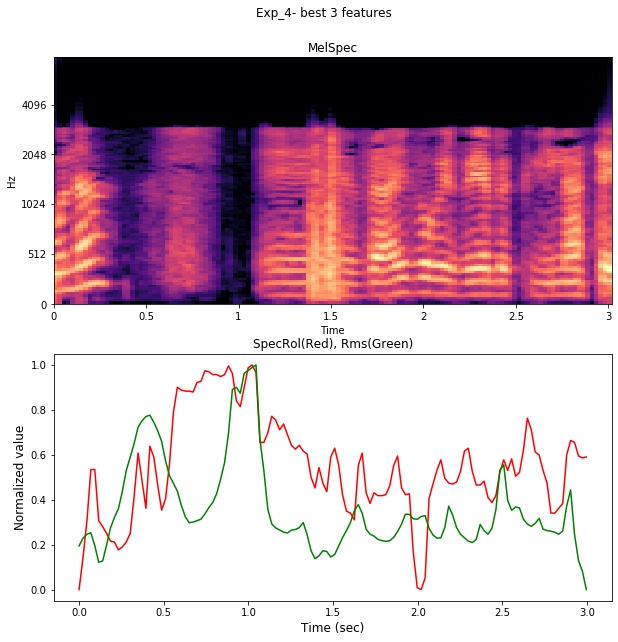 Exp_4- best 3 features
MelSpec
4096
2048
1024
512
0
Hz
0 0.5 1 1.5 2 2.5 3
Time
SpecRol(Red), Rms(Green)
1.0
0.8
0.6
0.4
0.2
0.0
Normalized value
0.0 0.5 1.0 1.5 2.0 2.5 3.0
Time (sec)